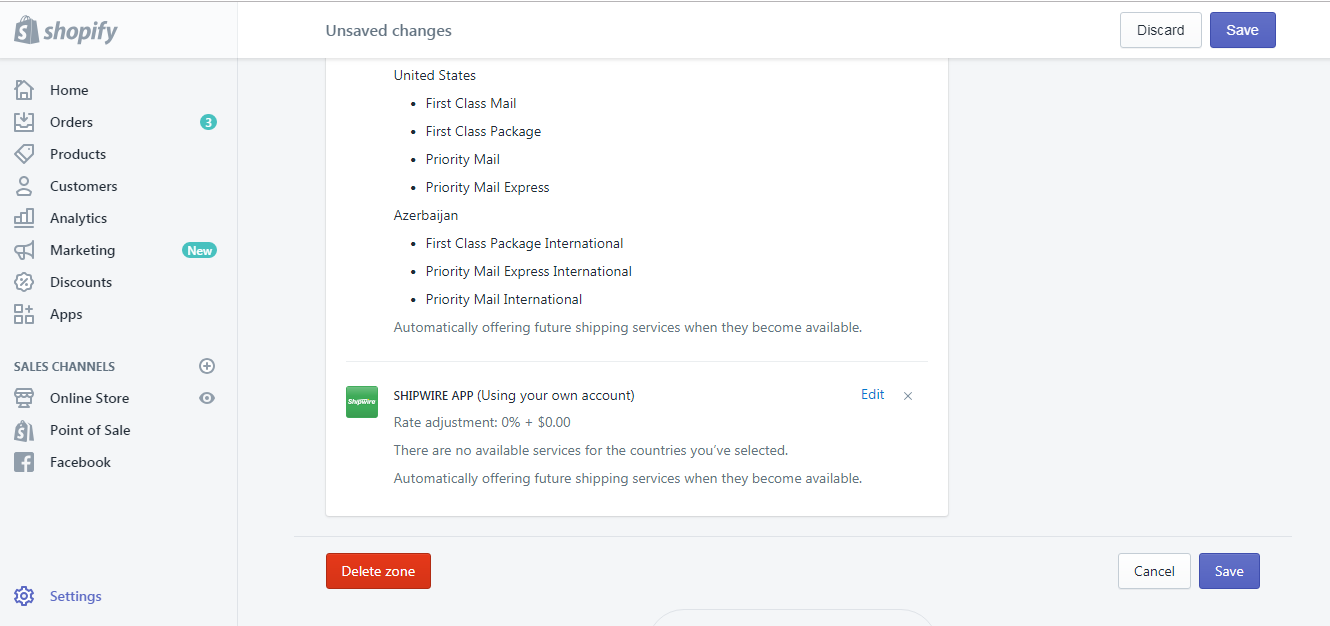 shopify
Unsaved changes
Discard
Save
Home
Orders
3
Products
Customers
Analytics
Marketing
New
Discounts
Apps
SALES CHANNELS
Online Store
Point of Sale
Facebook
Settings
United States
• First Class Mail
• First Class Package
• Priority Mail
• Priority Mail Express
Azerbaijan
• First Class Package International
• Priority Mail Express International
• Priority Mail International
Automatically offering future shipping services when they become available.
ShipWire
SHIPWIRE APP (Using your own account)
Edit
Rate adjustment: 0% + $0.00
There are no available services for the countries you’ve selected.
Automatically offering future shipping services when they become available.
Delete zone
Cancel
Save